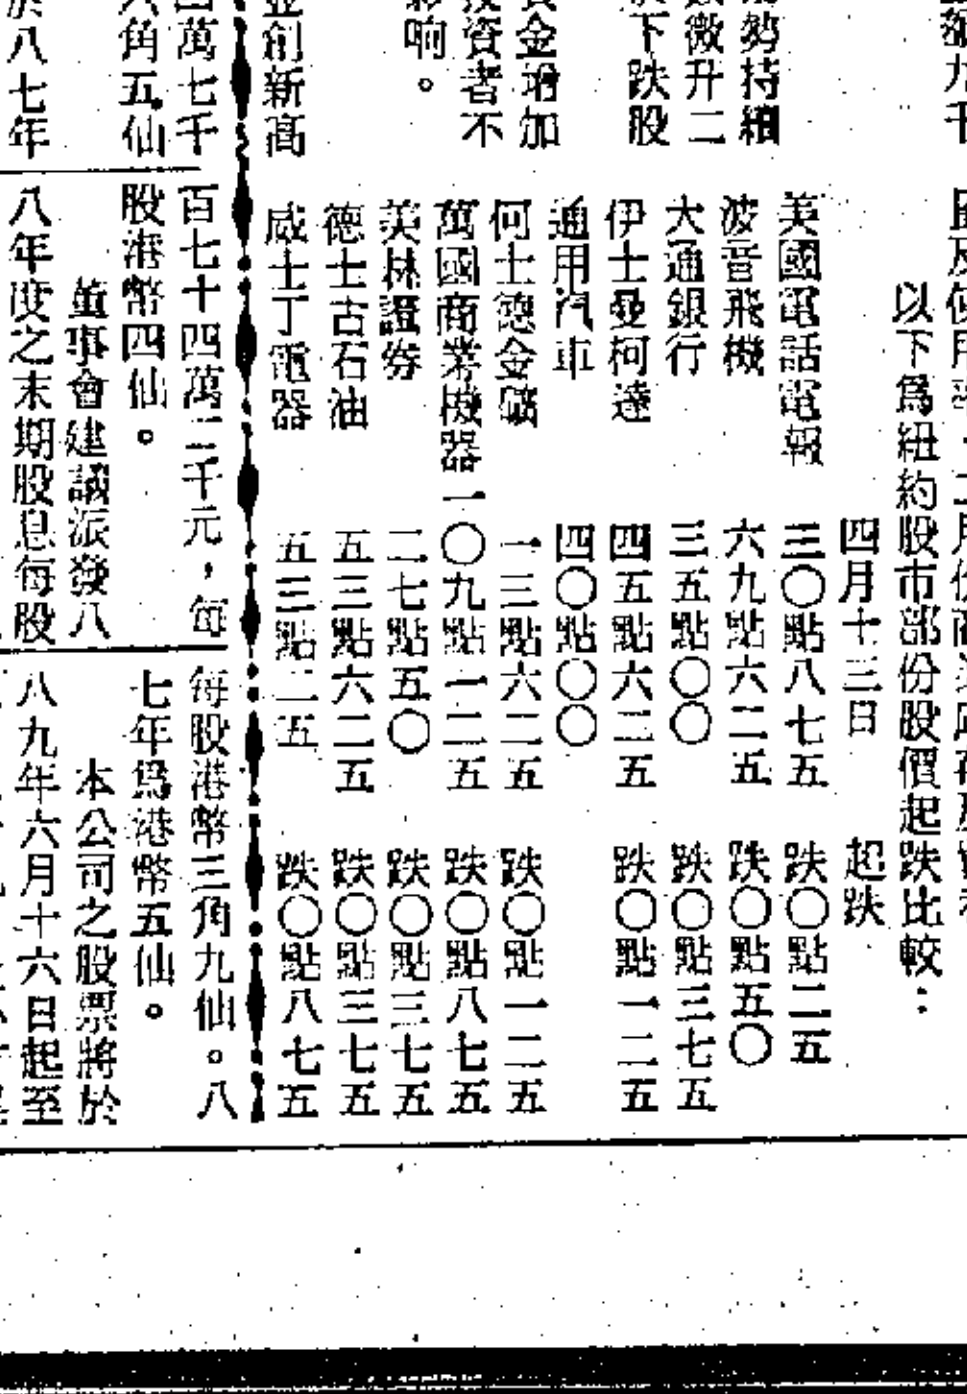 九千
勢持續
微升二
下跌股
資金增加
投資者不
影响。
創新高
以下爲紐約股市部份股價起跌比較：
四月十三日　起跌
美國電話電報　三〇點八七五　跌〇點二五
波音飛機　六九點六二五　跌〇點五〇
大通銀行　三五點〇〇　跌〇點三七五
伊士曼柯達　四五點六二五　跌〇點一二五
通用汽車　四〇點〇〇
何士德金礦　一三點六二五　跌〇點一二五
萬國商業機器　一〇九點一二五　跌〇點八七五
美林證券　二七點五〇　跌〇點三七五
德士古石油　五三點六二五　跌〇點三七五
威士丁電器　五三點二五　跌〇點八七五
萬七千
六角五仙
八七年
百七十四萬二千元，每
股港幣四仙。
董事會建議派發八
八年度之末期股息每股
每股港幣三角九仙。八
七年爲港幣五仙。
本公司之股票將於
八九年六月十六日起至